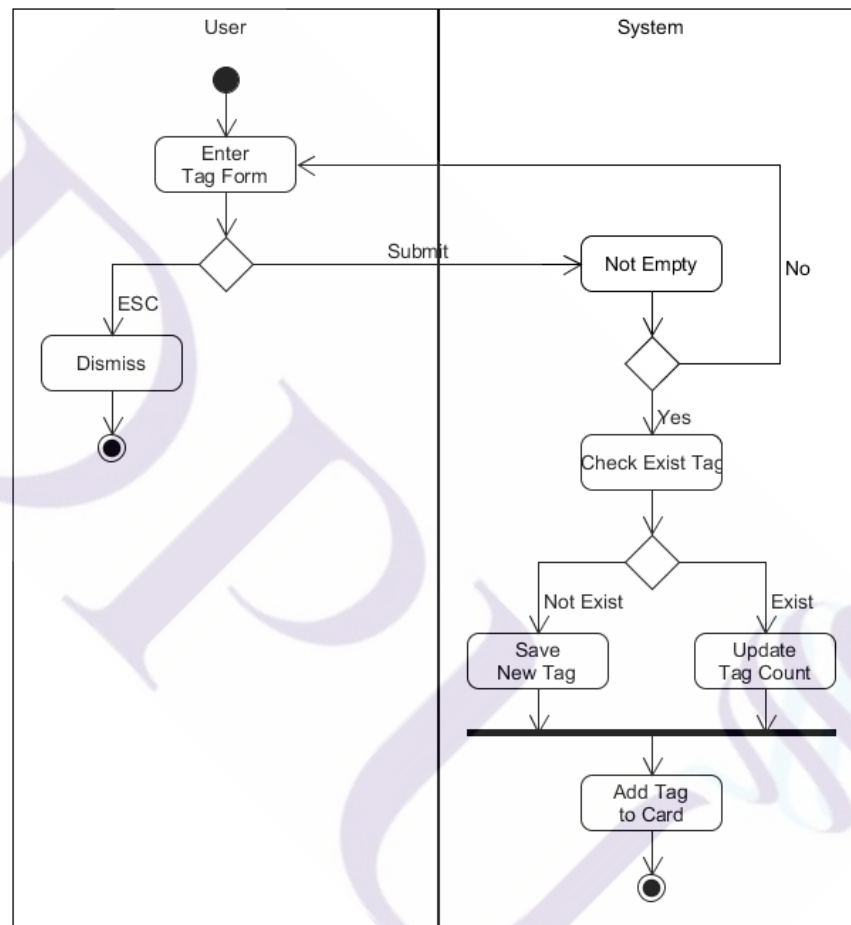 User
System
Enter
Tag Form
Submit
Not Empty
No
ESC
Dismiss
Yes
Check Exist Tag
Not Exist
Exist
Save
New Tag
Update
Tag Count
Add Tag
to Card
DPU